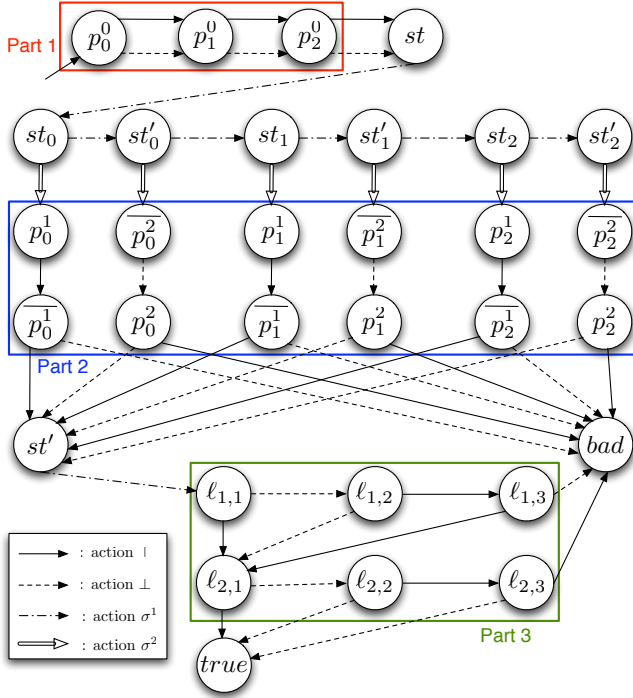 Part 1
p_0^0 p_1^0 p_2^0 st
st_0 st'_0 st_1 st'_1 st_2 st'_2
p_0^1 \overline{p_0^2} p_1^1 \overline{p_1^2} p_2^1 \overline{p_2^2}
\overline{p_0^1} p_0^2 \overline{p_1^1} p_1^2 \overline{p_2^1} p_2^2
Part 2
st' bad
ℓ_{1,1} ℓ_{1,2} ℓ_{1,3}
: action ⊤
: action ⊥
: action σ^1
: action σ^2
ℓ_{2,1} ℓ_{2,2} ℓ_{2,3}
Part 3
true